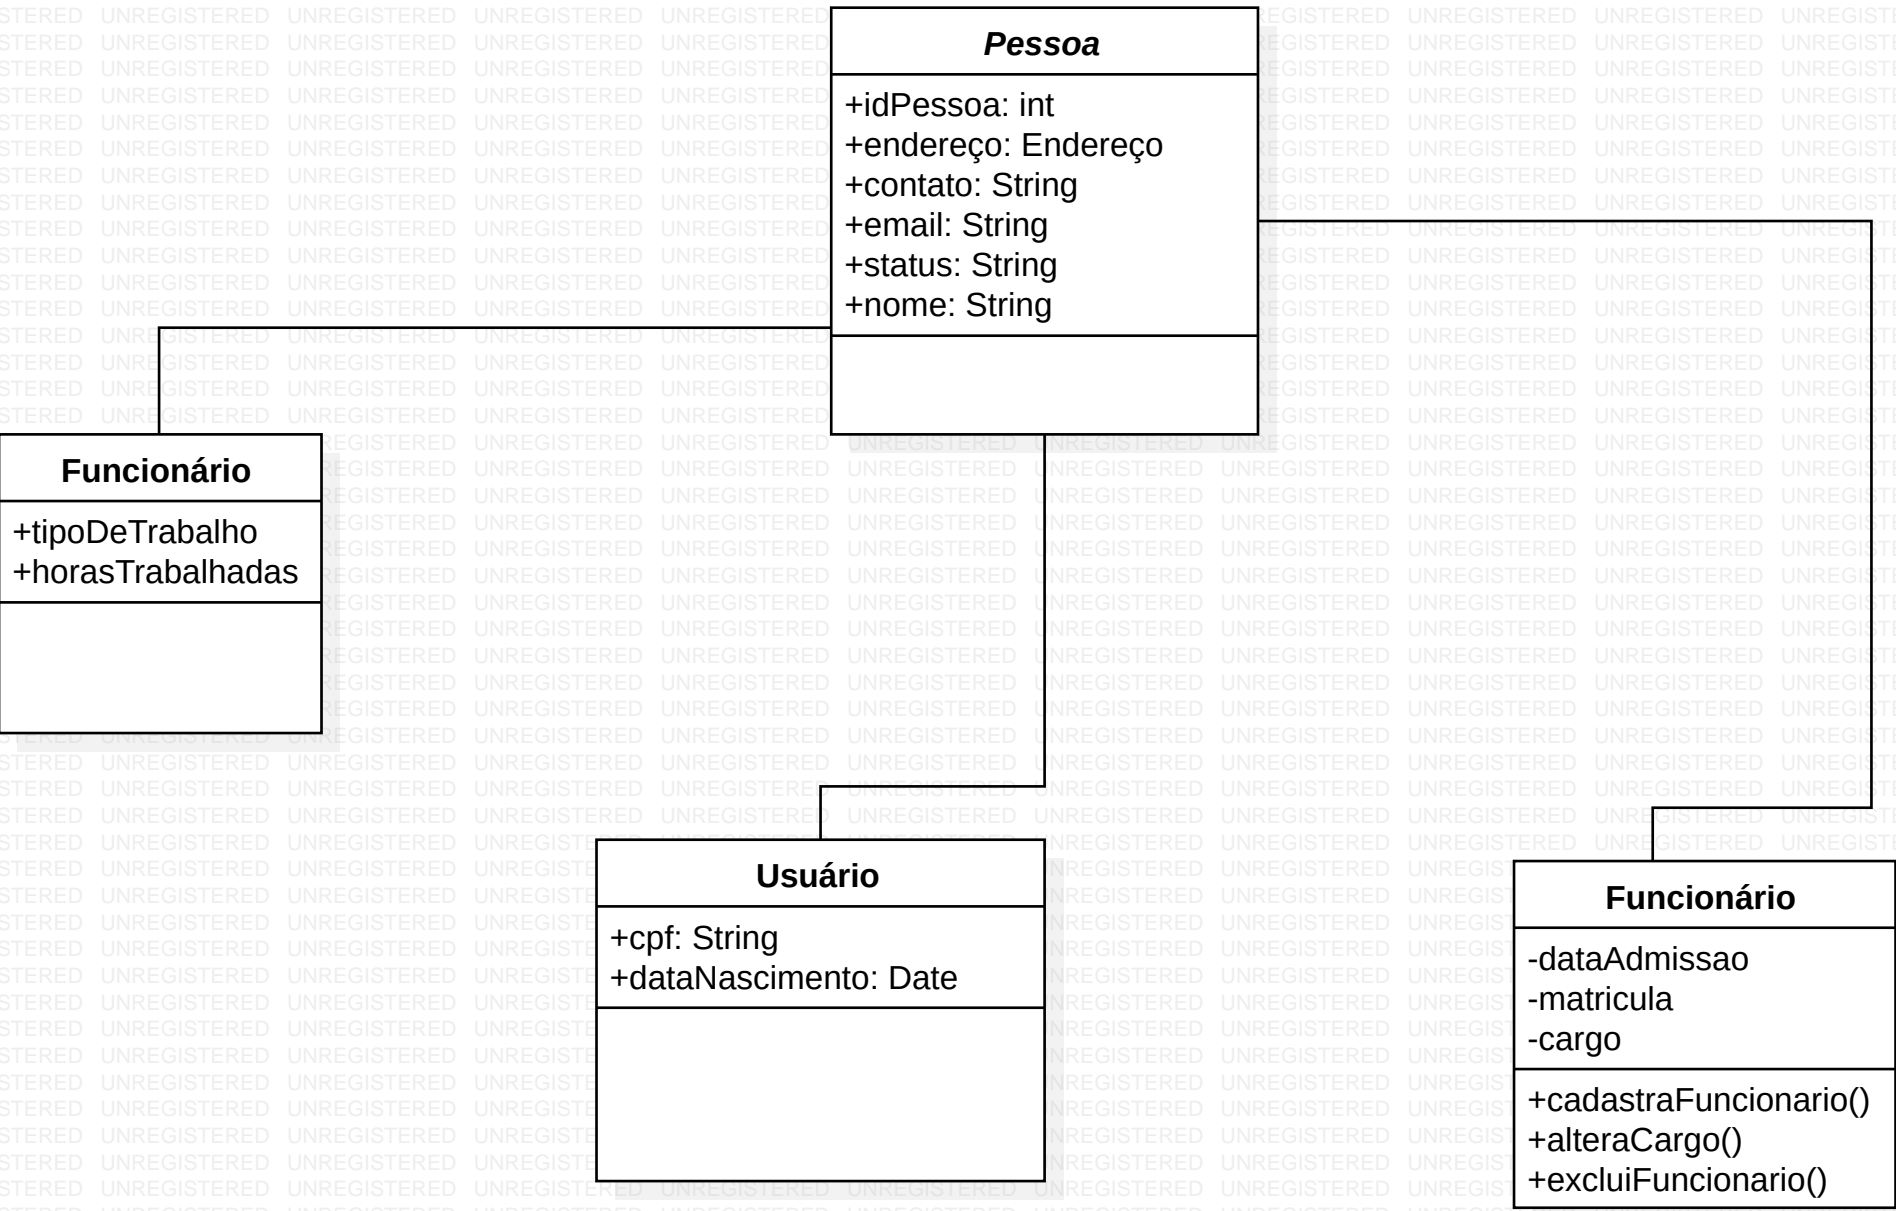 Pessoa
+idPessoa: int
+endereço: Endereço
+contato: String
+email: String
+status: String
+nome: String
Funcionário
+tipoDeTrabalho
+horasTrabalhadas
Usuário
+cpf: String
+dataNascimento: Date
Funcionário
-dataAdmissao
-matricula
-cargo
+cadastraFuncionario()
+alteraCargo()
+excluiFuncionario()
UNREGISTERED